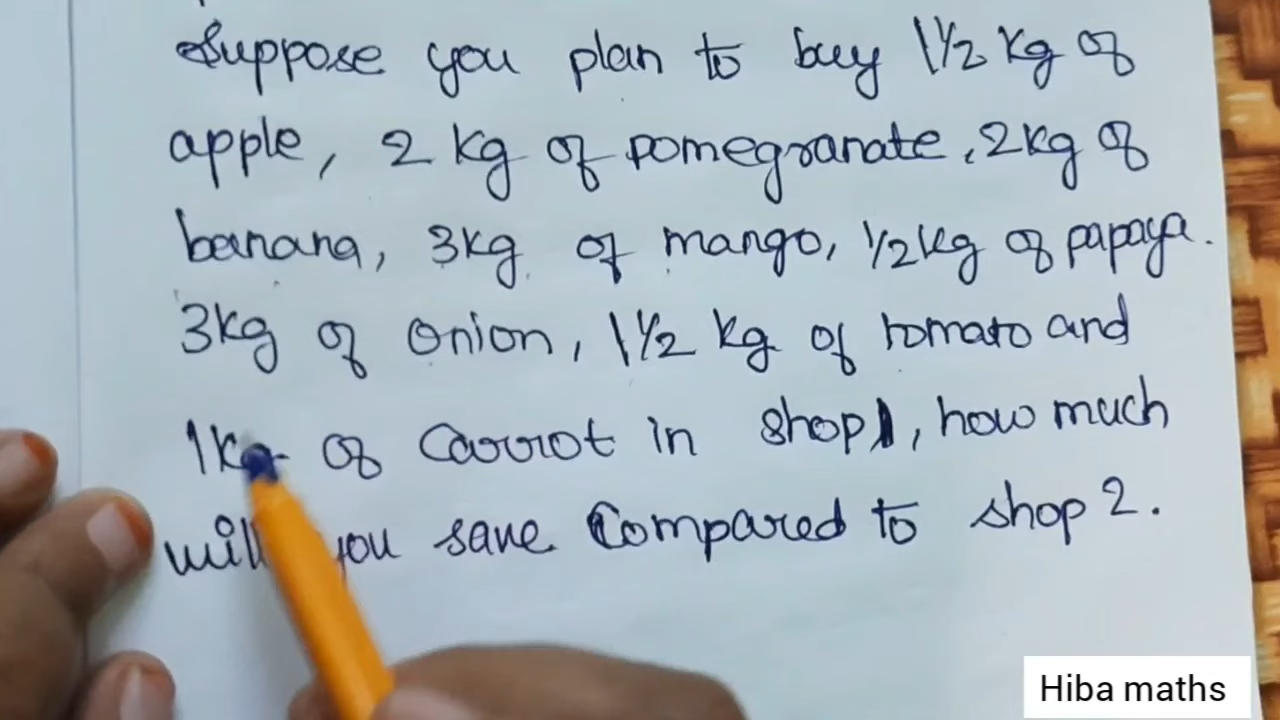 Suppose you plan to buy 1½ kg of
apple, 2 kg of pomegranate, 2kg of
banana, 3kg of mango, ½ kg of papaya.
3kg of onion, 1½ kg of tomato and
1kg of carrot in shop 1, how much
will you save compared to shop 2.
Hiba maths